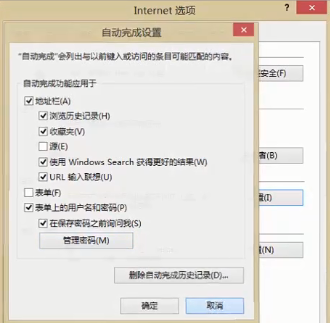 Internet 选项
?
自动完成设置
"自动完成"会列出与以前键入或访问的条目可能匹配的内容。
自动完成功能应用于
地址栏(A)
浏览历史记录(H)
收藏夹(V)
源(E)
使用 Windows Search 获得更好的结果(W)
URL 输入联想(U)
表单(F)
表单上的用户名和密码(P)
在保存密码之前询问我(S)
管理密码(M)
删除自动完成历史记录(D)...
确定
取消
安全(F)
(B)
(I)
(N)